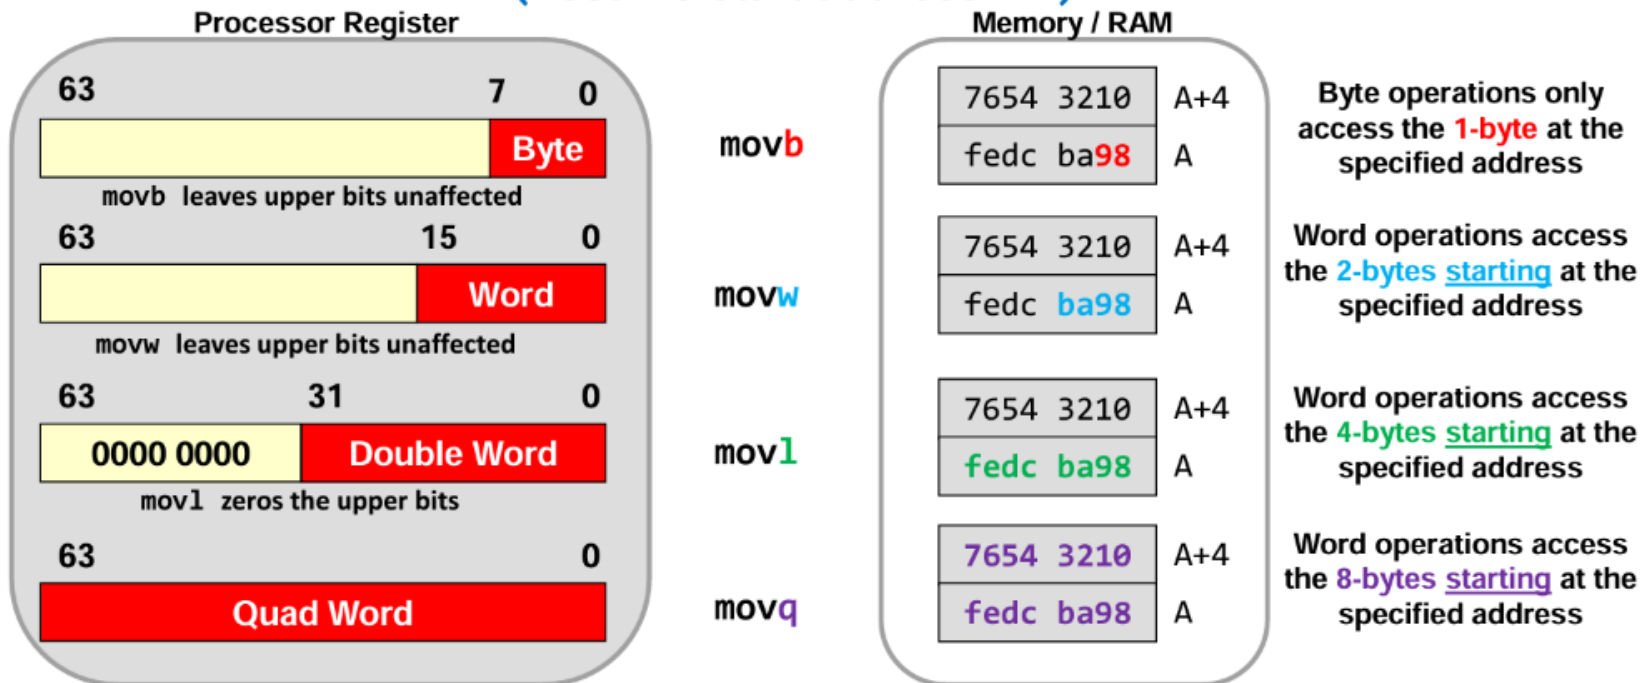 Processor Register
Memory / RAM
63 7 0
Byte
movb leaves upper bits unaffected
movb
7654 3210 A+4
fedc ba98 A
Byte operations only
access the 1-byte at the
specified address
63 15 0
Word
movw leaves upper bits unaffected
movw
7654 3210 A+4
fedc ba98 A
Word operations access
the 2-bytes starting at the
specified address
63 31 0
0000 0000 Double Word
movl zeros the upper bits
movl
7654 3210 A+4
fedc ba98 A
Word operations access
the 4-bytes starting at the
specified address
63 0
Quad Word
movq
7654 3210 A+4
fedc ba98 A
Word operations access
the 8-bytes starting at the
specified address